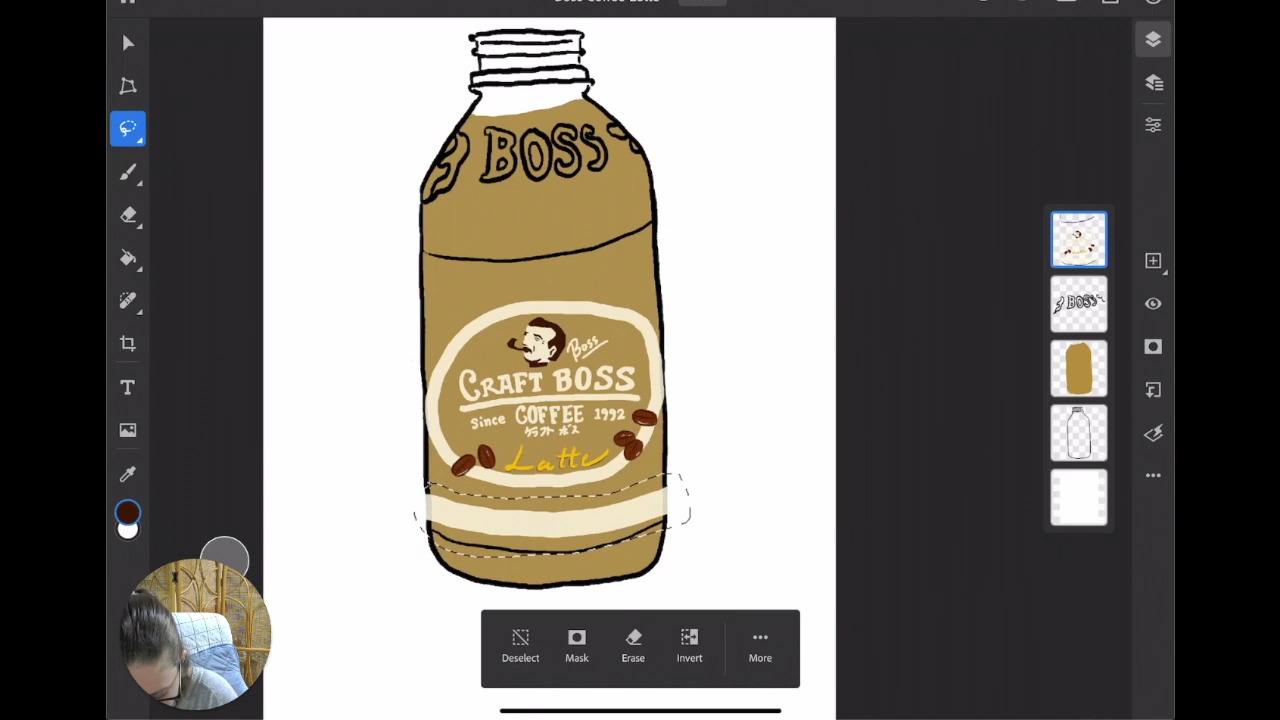 BOSS
Boss
CRAFT BOSS
Since COFFEE 1992
クラフト ボス
Latte
T
Deselect Mask Erase Invert More